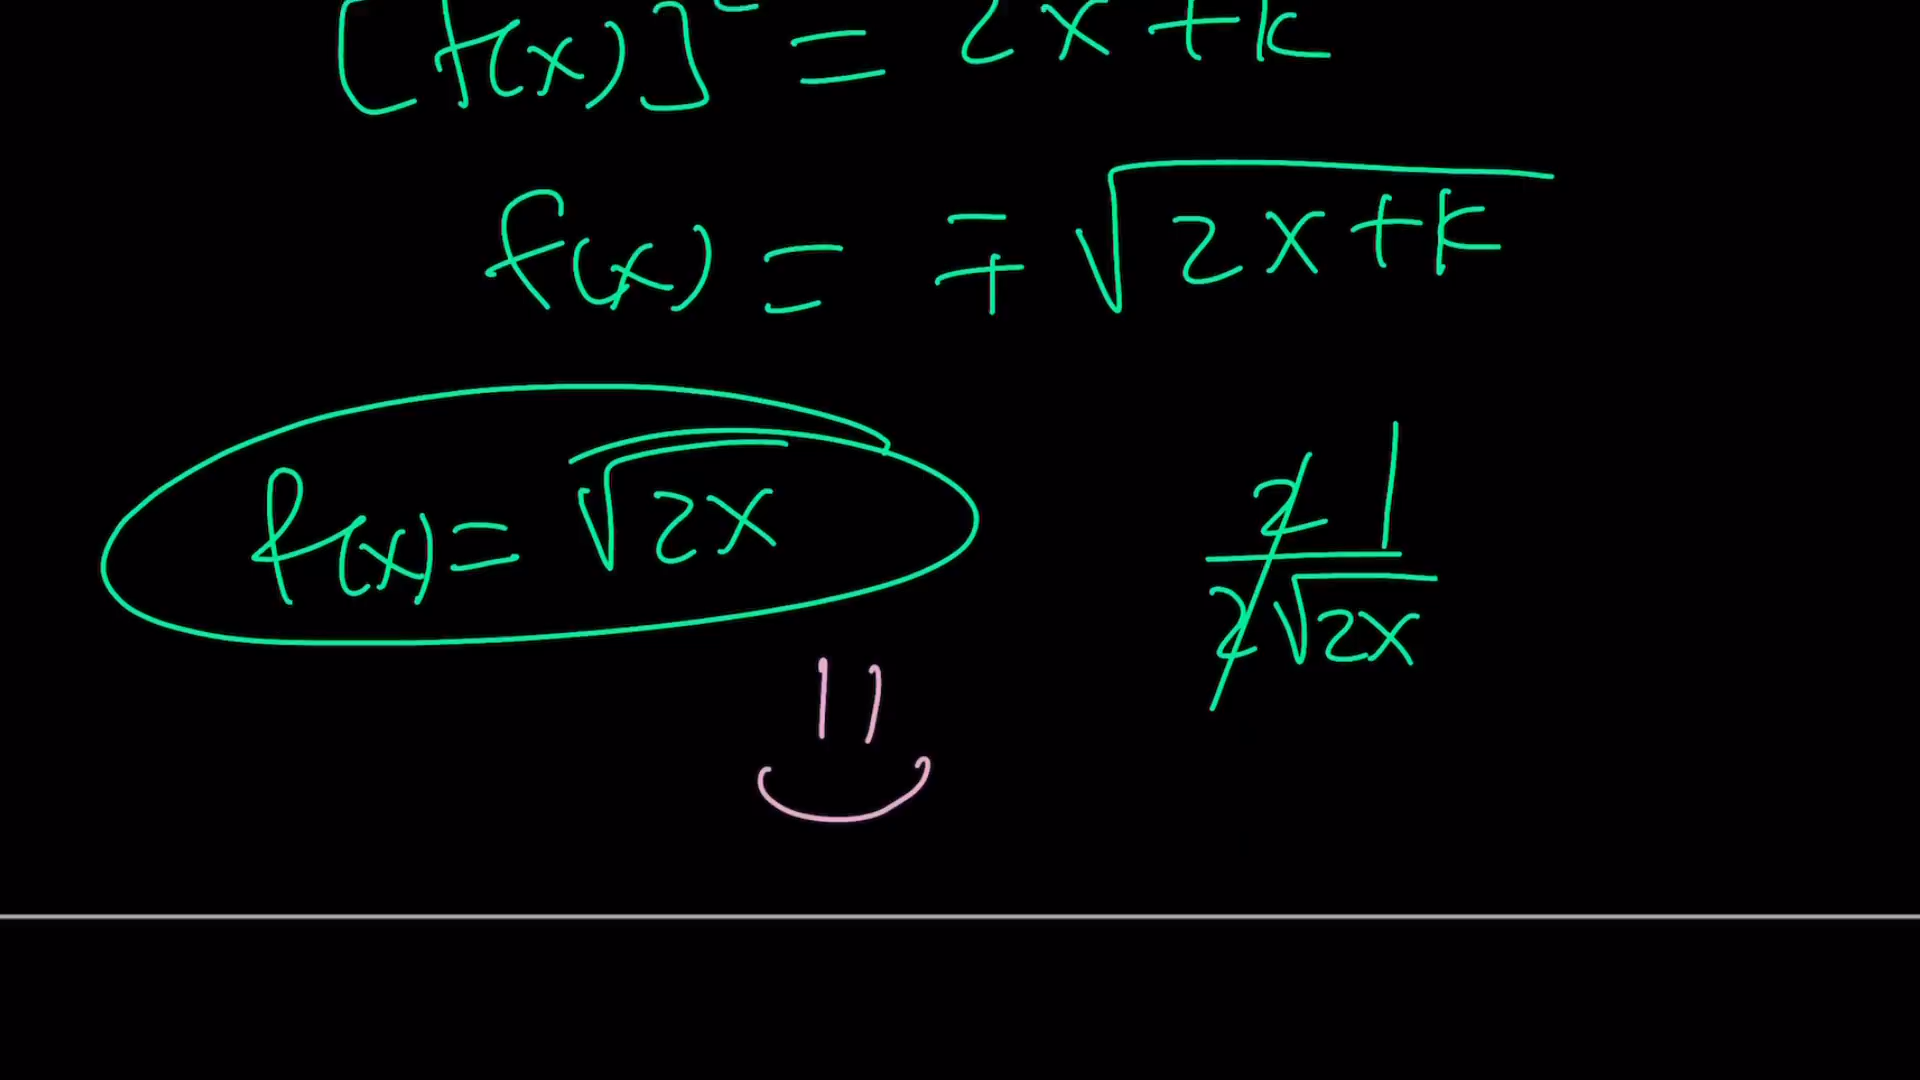 [f(x)]² = 2x+k
f(x) = ∓√(2x+k)
f(x) = √(2x)
2 1
2√(2x)